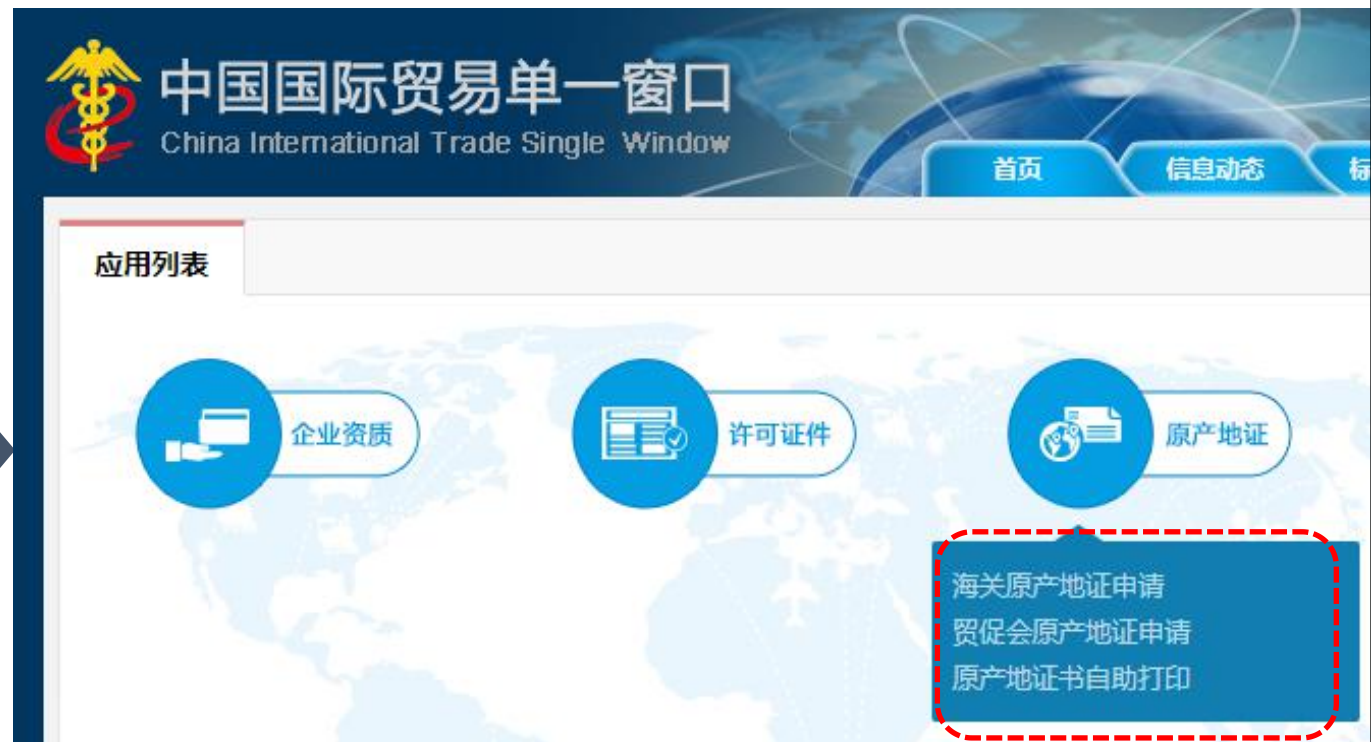 中国国际贸易单一窗口
China International Trade Single Window
首页
信息动态
标
应用列表
企业资质
许可证件
原产地证
海关原产地证申请
贸促会原产地证申请
原产地证书自助打印